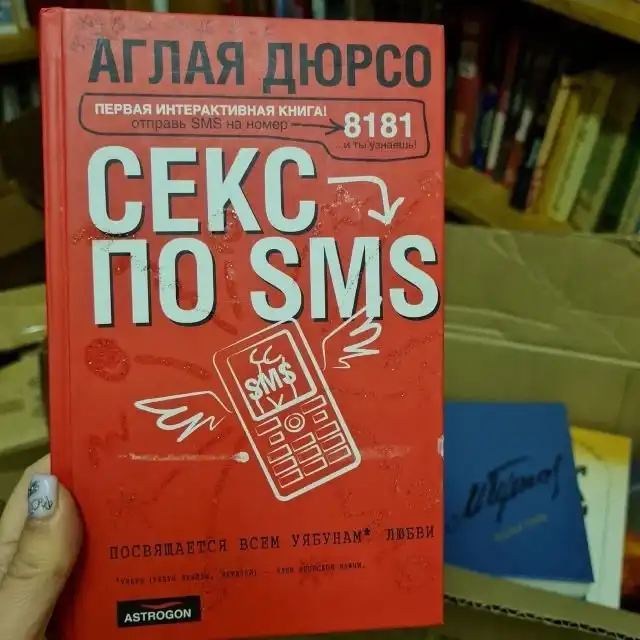 АГЛАЯ ДЮРСО
ПЕРВАЯ ИНТЕРАКТИВНАЯ КНИГА!
отправь SMS на номер
8181
...и ты узнаешь!
СЕКС
ПО SMS
SM$
ПОСВЯЩАЕТСЯ ВСЕМ УЯБУНАМ* ЛЮБВИ
ASTROGON